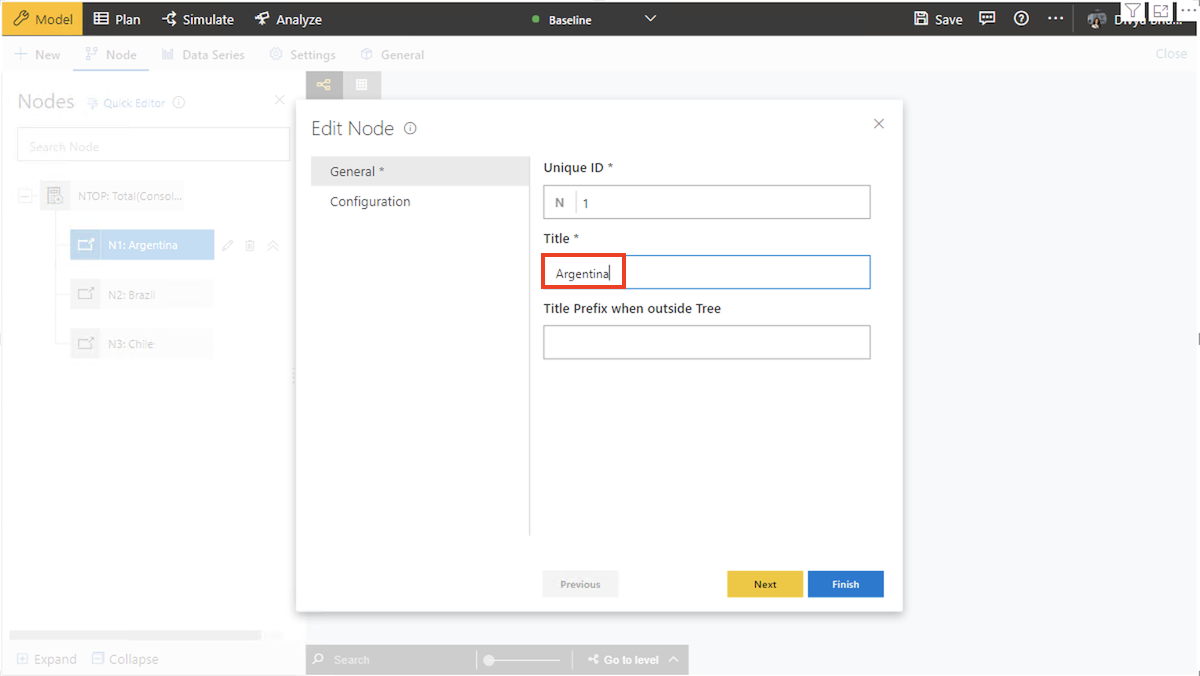 Model Plan Simulate Analyze Baseline Save
New Node Data Series Settings General Close
Nodes Quick Editor
Search Node
NTOP: Total(Consol...
N1: Argentina
N2: Brazil
N3: Chile
Expand Collapse
Edit Node
General *
Configuration
Unique ID *
N 1
Title *
Argentina
Title Prefix when outside Tree
Previous Next Finish
Search Go to level